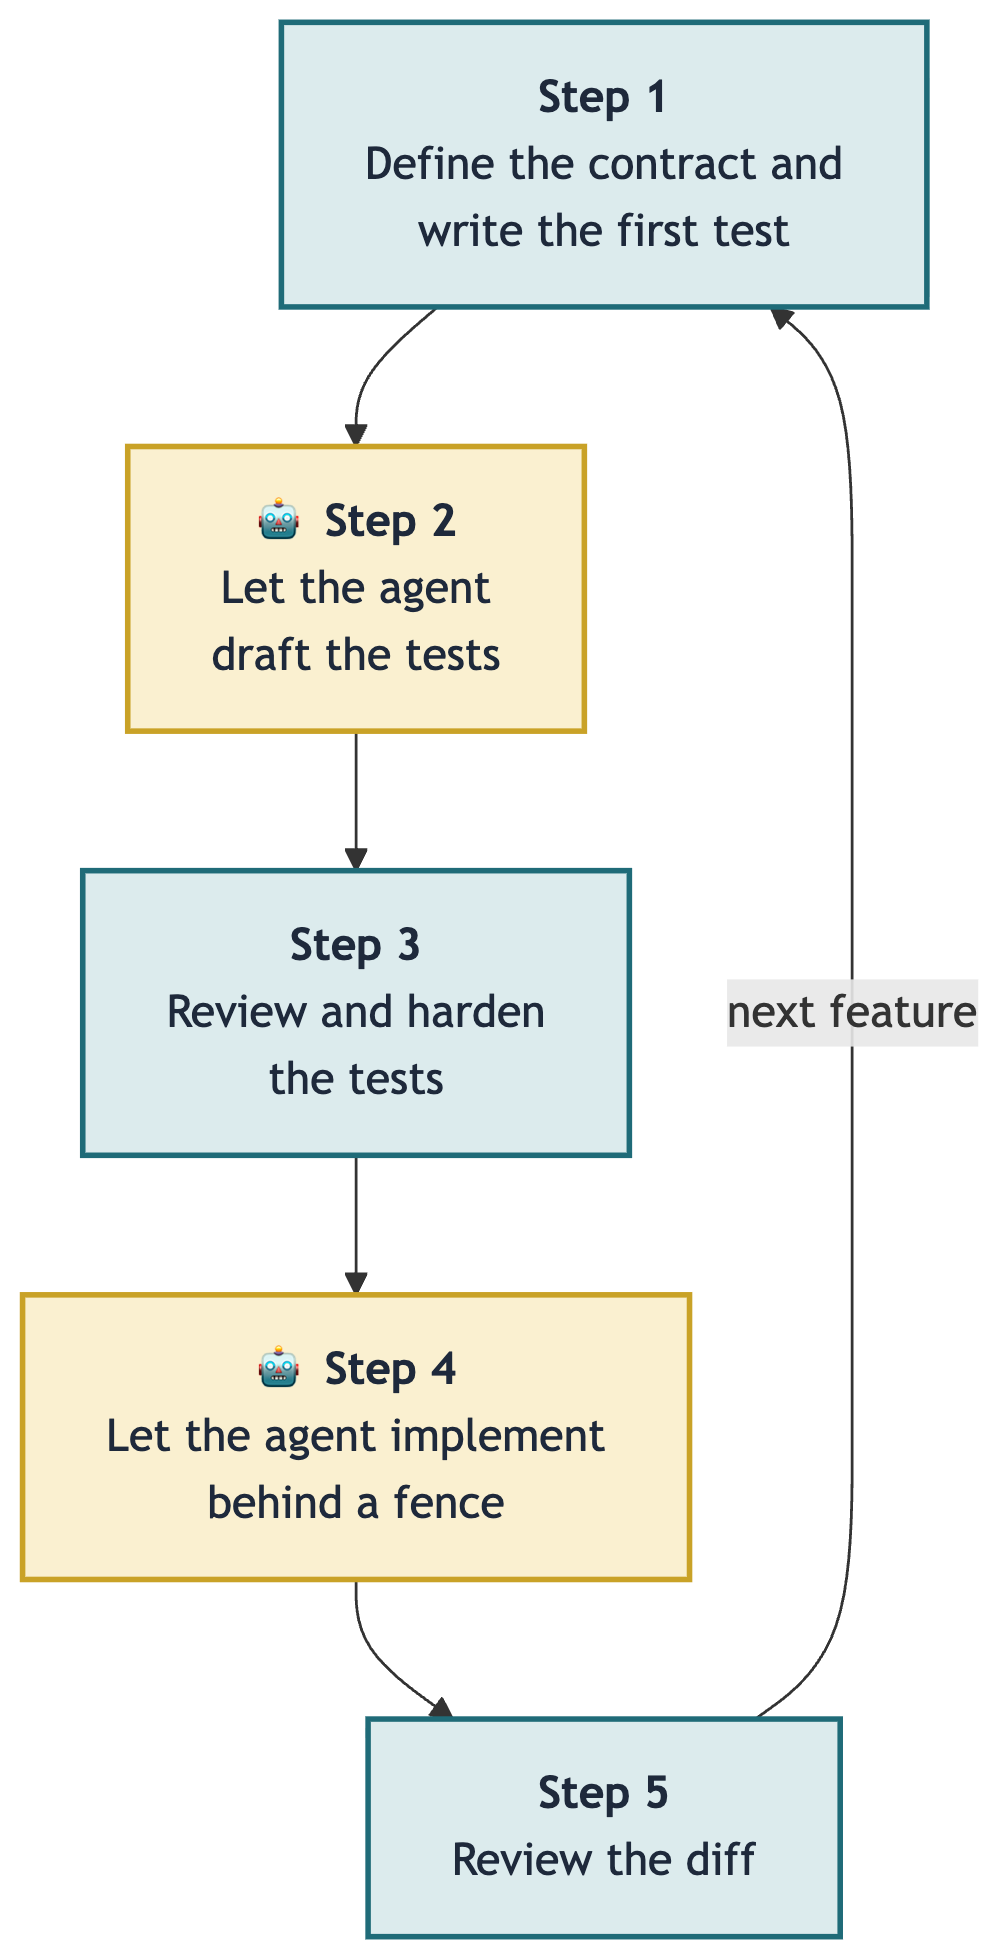 Step 1
Define the contract and
write the first test
🤖 Step 2
Let the agent
draft the tests
Step 3
Review and harden
the tests
next feature
🤖 Step 4
Let the agent implement
behind a fence
Step 5
Review the diff